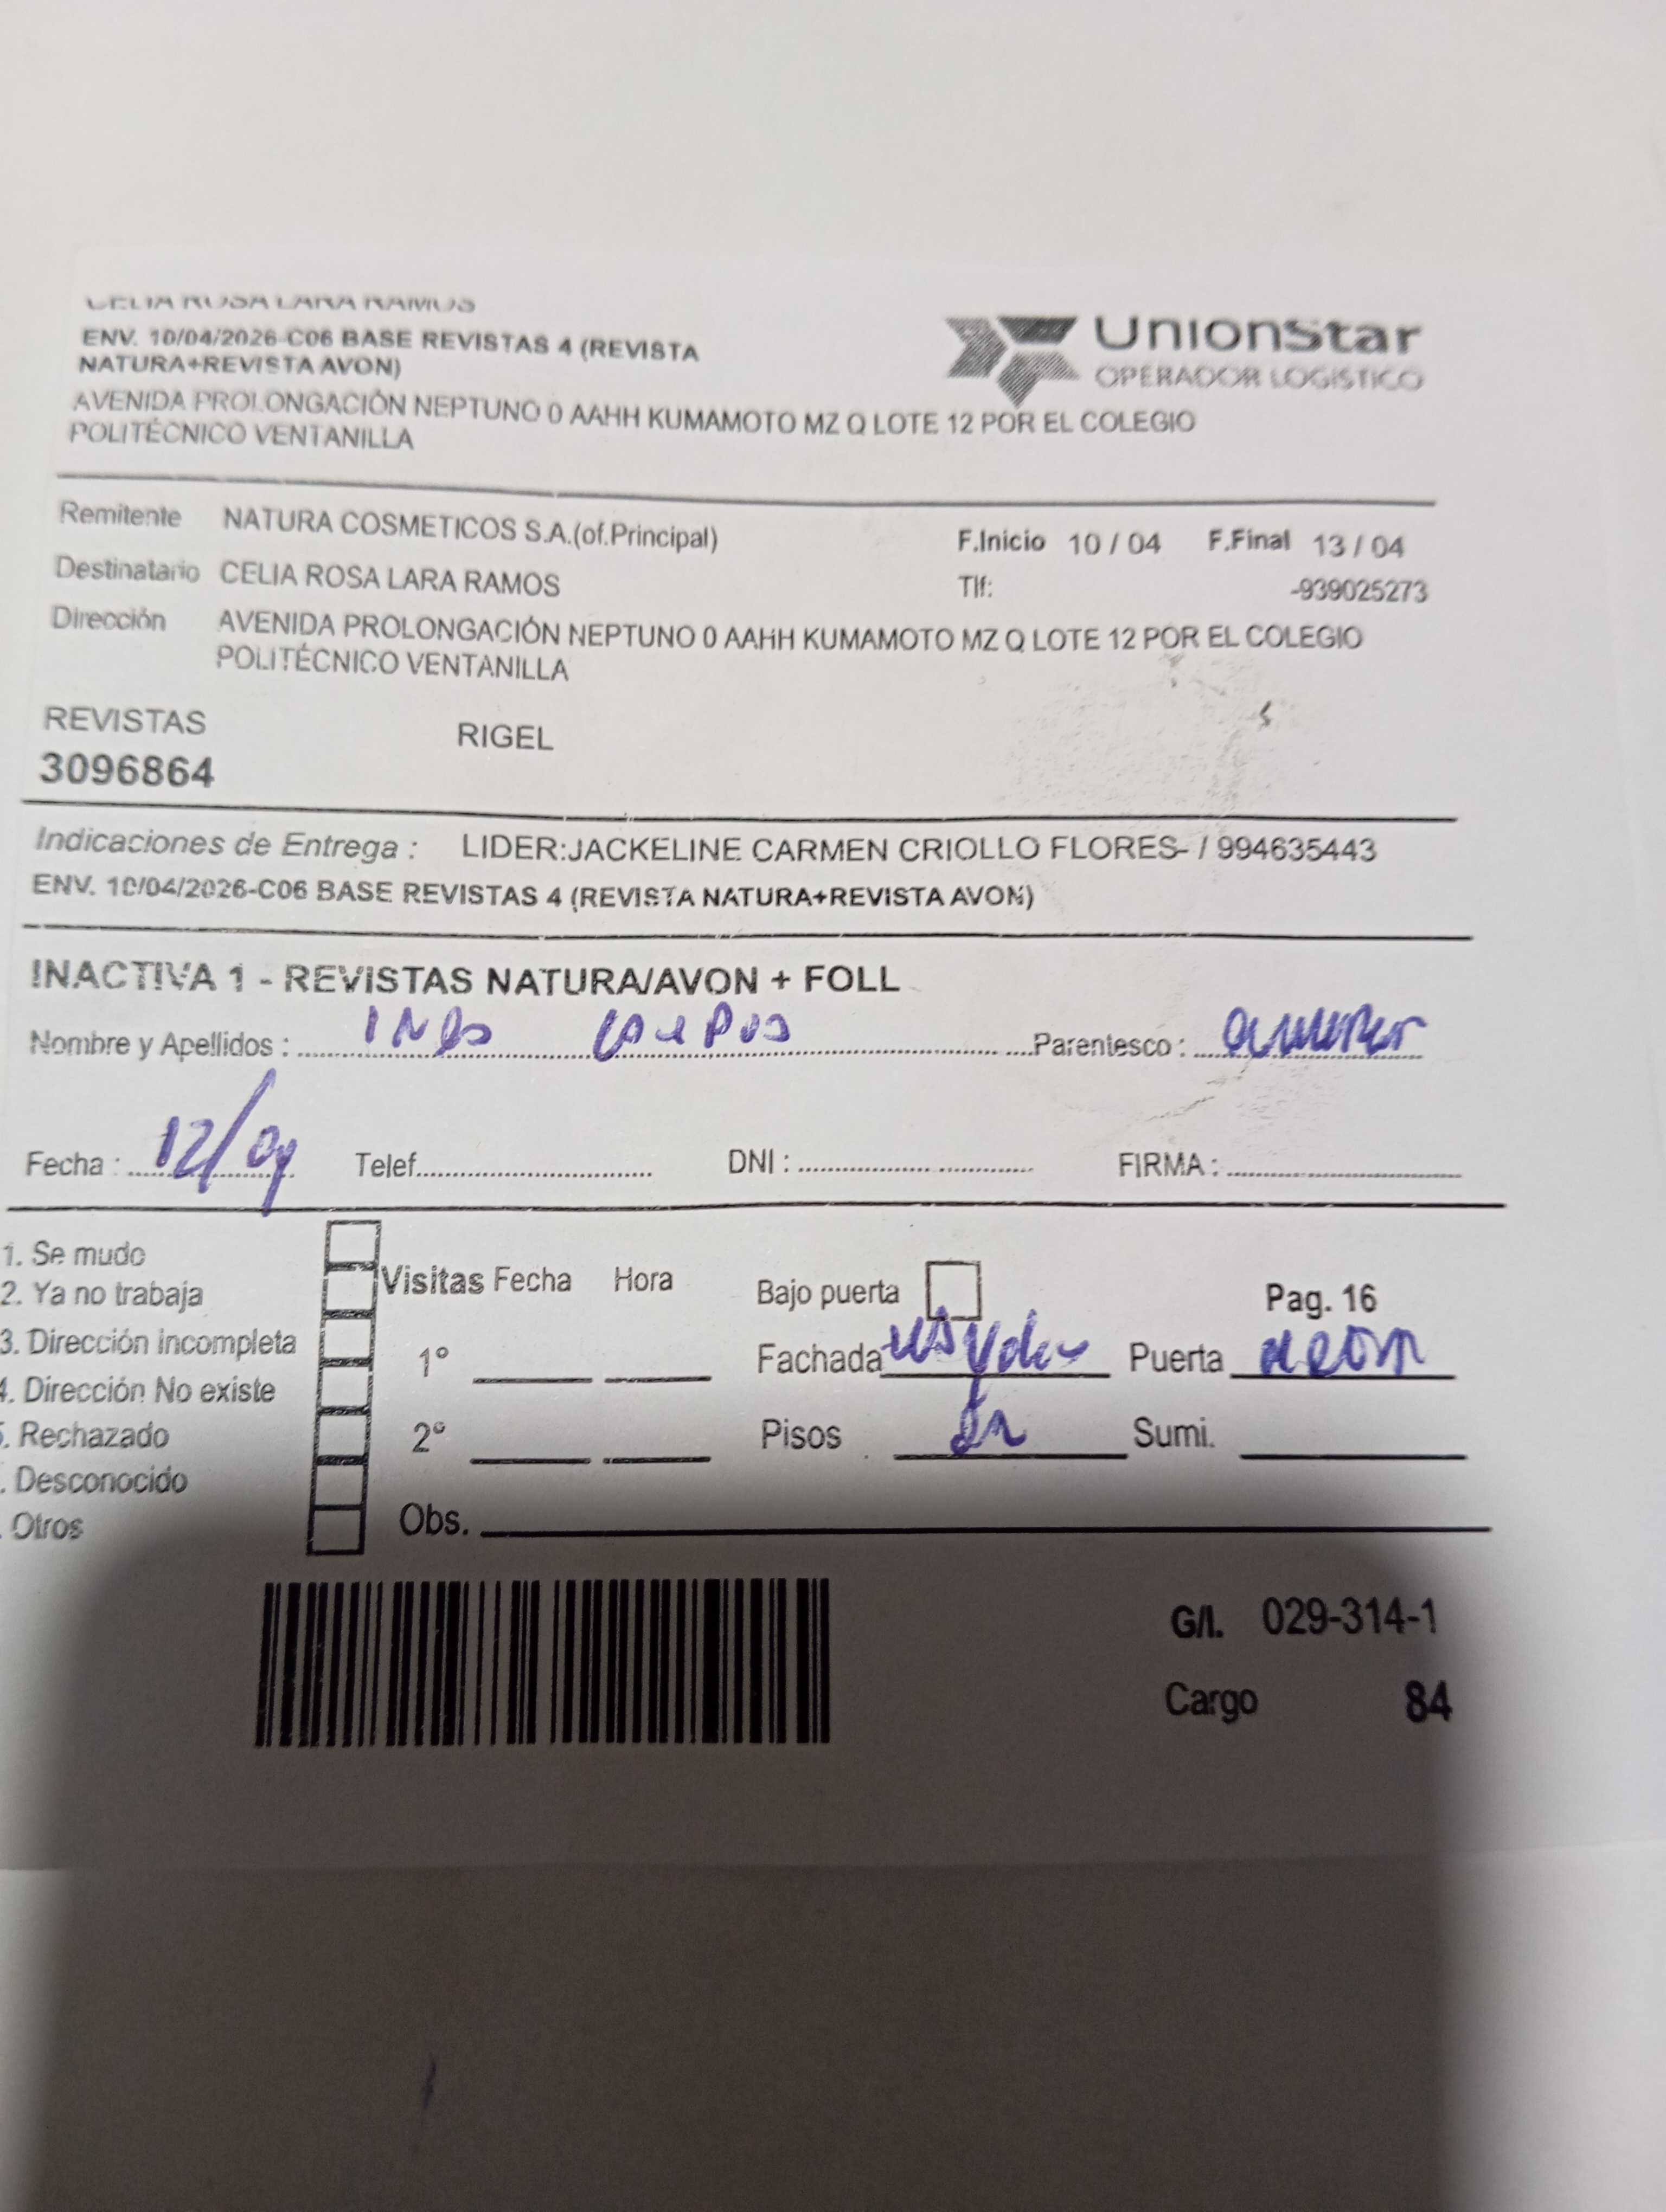 CELIA ROSA LARA RAMOS
ENV. 10/04/2026-C06 BASE REVISTAS 4 (REVISTA
NATURA+REVISTA AVON)
UnionStar
OPERADOR LOGISTICO
AVENIDA PROLONGACIÓN NEPTUNO 0 AAHH KUMAMOTO MZ Q LOTE 12 POR EL COLEGIO
POLITÉCNICO VENTANILLA
Remitente NATURA COSMETICOS S.A.(of.Principal) F.Inicio 10 / 04 F.Final 13 / 04
Destinatario CELIA ROSA LARA RAMOS Tlf: -939025273
Dirección AVENIDA PROLONGACIÓN NEPTUNO 0 AAHH KUMAMOTO MZ Q LOTE 12 POR EL COLEGIO
POLITÉCNICO VENTANILLA
REVISTAS RIGEL
3096864
Indicaciones de Entrega : LIDER:JACKELINE CARMEN CRIOLLO FLORES- / 994635443
ENV. 10/04/2026-C06 BASE REVISTAS 4 (REVISTA NATURA+REVISTA AVON)
INACTIVA 1 - REVISTAS NATURA/AVON + FOLL
Nombre y Apellidos : Ines Parentesco :
Fecha : 12/04 Telef. DNI : FIRMA :
1. Se mudo
2. Ya no trabaja
3. Dirección incompleta
4. Dirección No existe
5. Rechazado
. Desconocido
. Otros
Visitas Fecha Hora Bajo puerta Pag. 16
1° Fachada Puerta
2° Pisos Sumi.
Obs.
G/I. 029-314-1
Cargo 84